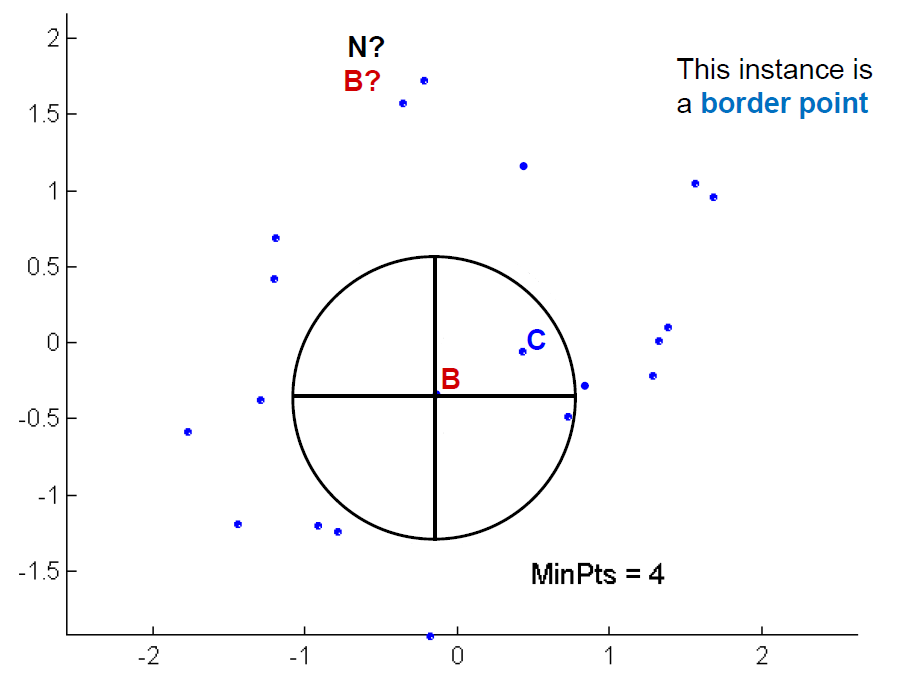 N?
B?
This instance is
a border point
2
1.5
1
0.5
0
-0.5
-1
-1.5
C
B
MinPts = 4
-2
-1
0
1
2